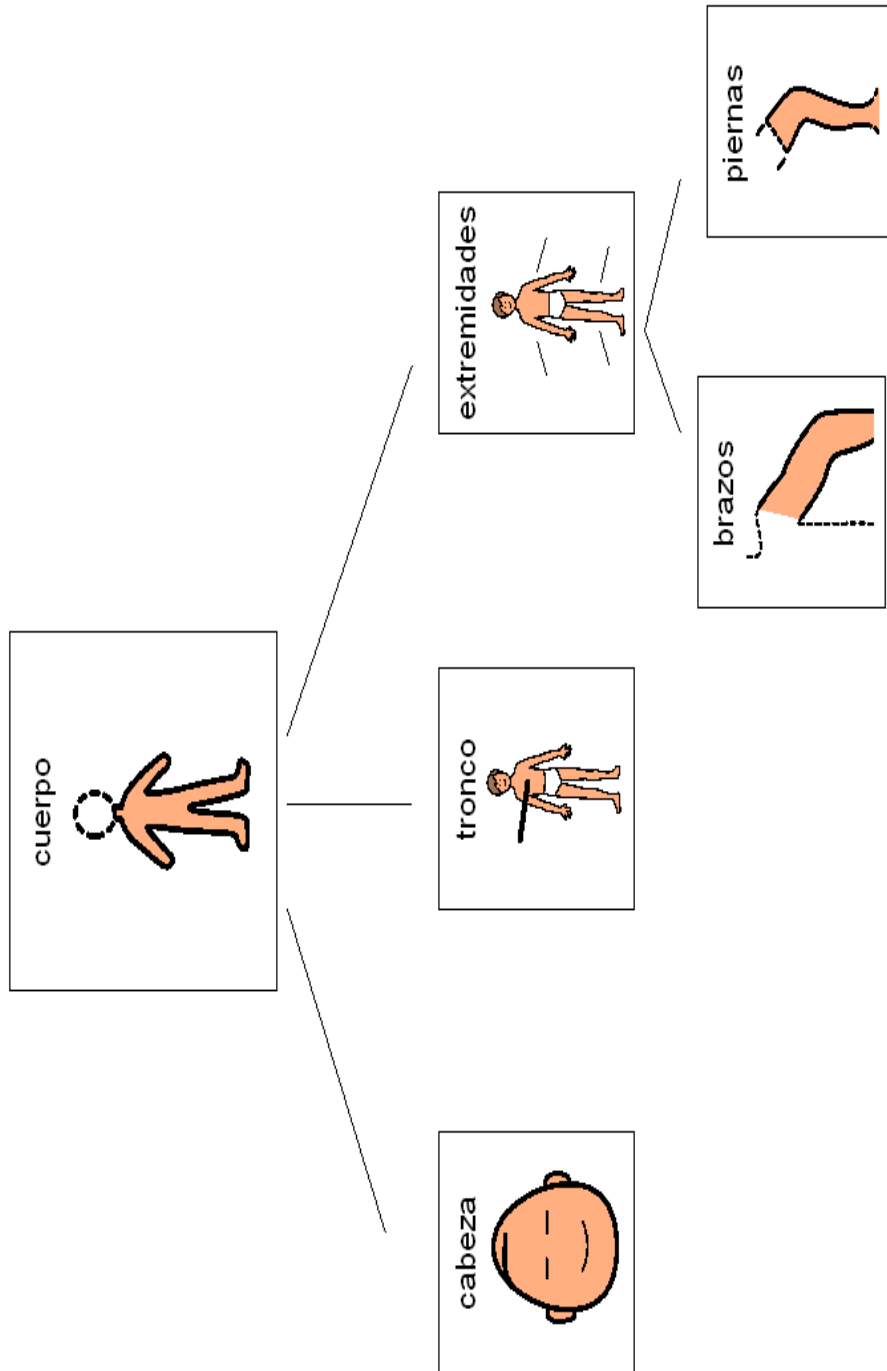 cuerpo
cabeza
tronco
extremidades
brazos
piernas